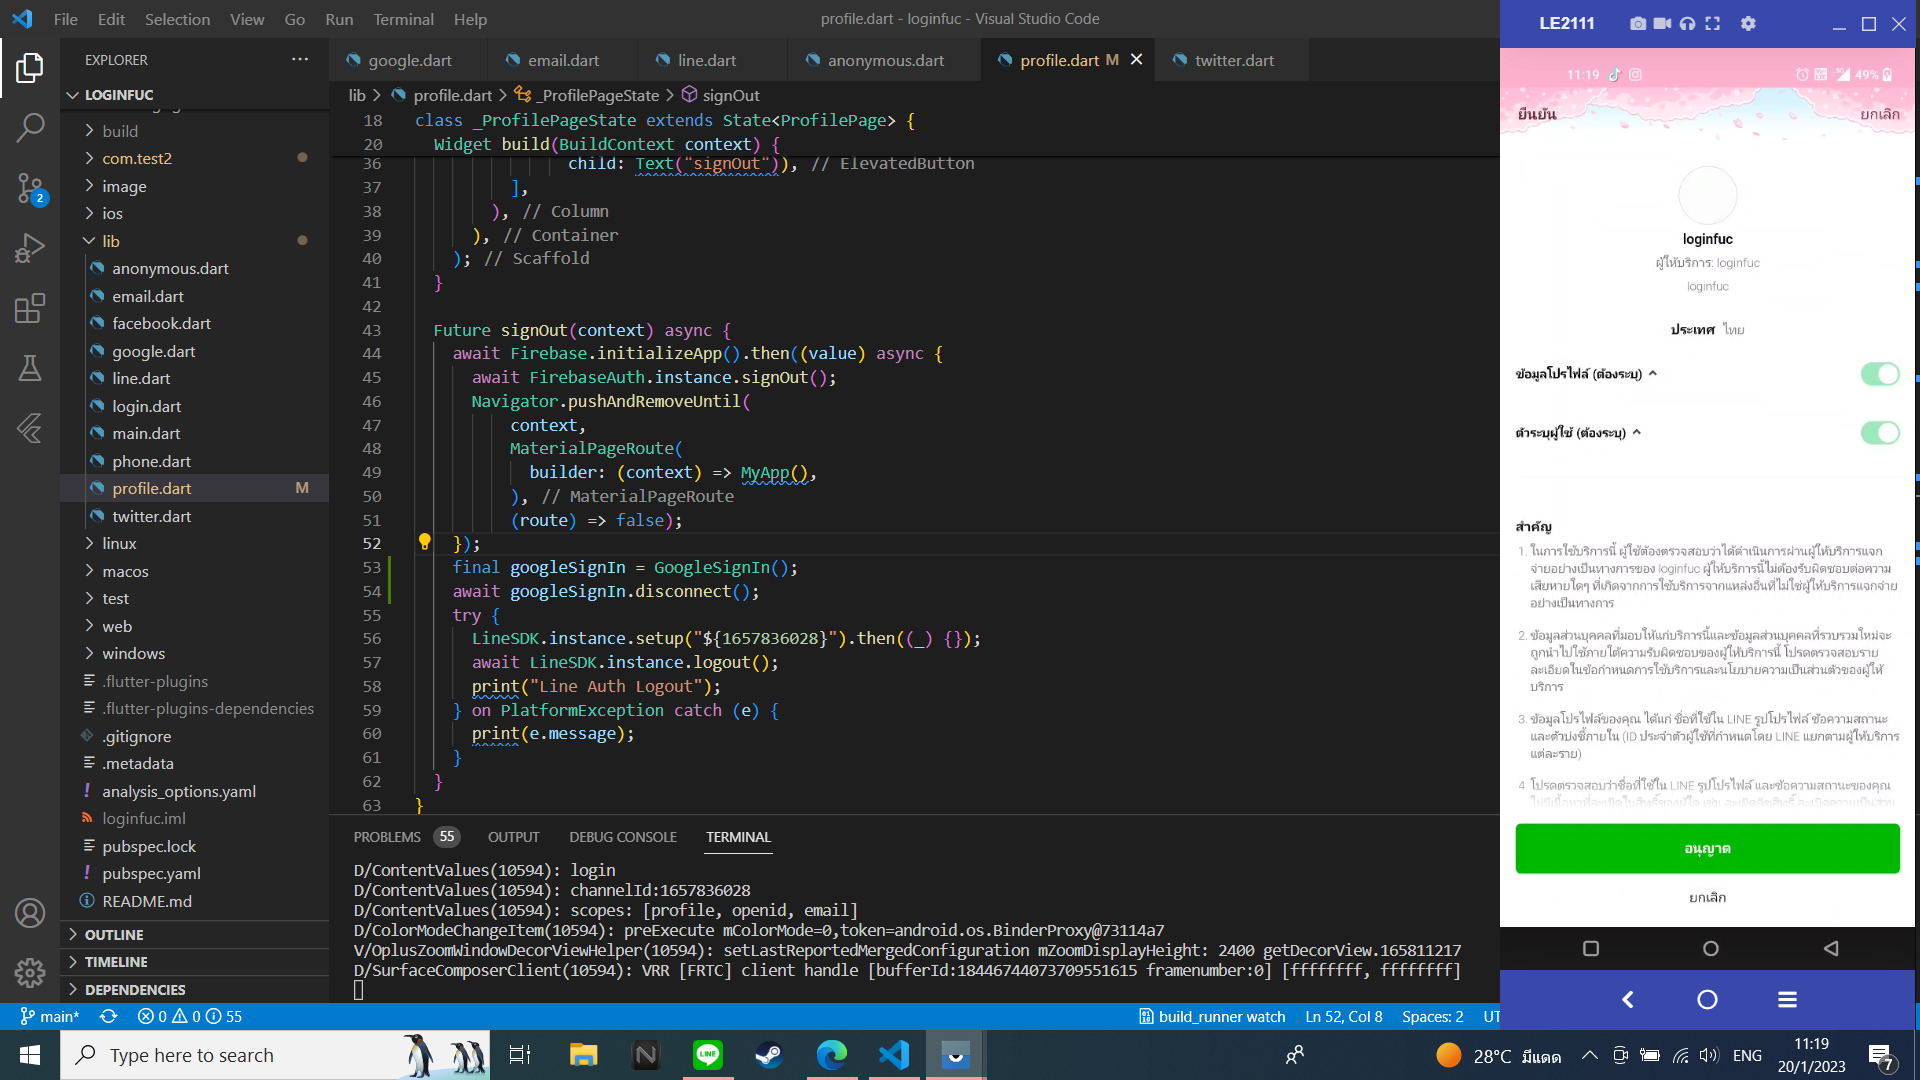 File Edit Selection View Go Run Terminal Help
profile.dart - loginfuc - Visual Studio Code
EXPLORER
LOGINFUC
build
com.test2
image
ios
lib
anonymous.dart
email.dart
facebook.dart
google.dart
line.dart
login.dart
main.dart
phone.dart
profile.dart M
twitter.dart
linux
macos
test
web
windows
.flutter-plugins
.flutter-plugins-dependencies
.gitignore
.metadata
analysis_options.yaml
loginfuc.iml
pubspec.lock
pubspec.yaml
README.md
OUTLINE
TIMELINE
DEPENDENCIES
2
google.dart email.dart line.dart anonymous.dart profile.dart M twitter.dart
lib > profile.dart > _ProfilePageState > signOut
18 class _ProfilePageState extends State<ProfilePage> {
20 Widget build(BuildContext context) {
36 child: Text("signOut")), // ElevatedButton
37 ],
38 ), // Column
39 ), // Container
40 ); // Scaffold
41 }
42
43 Future signOut(context) async {
44 await Firebase.initializeApp().then((value) async {
45 await FirebaseAuth.instance.signOut();
46 Navigator.pushAndRemoveUntil(
47 context,
48 MaterialPageRoute(
49 builder: (context) => MyApp(),
50 ), // MaterialPageRoute
51 (route) => false);
52 });
53 final googleSignIn = GoogleSignIn();
54 await googleSignIn.disconnect();
55 try {
56 LineSDK.instance.setup("${1657836028}").then((_) {});
57 await LineSDK.instance.logout();
58 print("Line Auth Logout");
59 } on PlatformException catch (e) {
60 print(e.message);
61 }
62 }
63 }
PROBLEMS 55 OUTPUT DEBUG CONSOLE TERMINAL
D/ContentValues(10594): login
D/ContentValues(10594): channelId:1657836028
D/ContentValues(10594): scopes: [profile, openid, email]
D/ColorModeChangeItem(10594): preExecute mColorMode=0,token=android.os.BinderProxy@73114a7
V/OplusZoomWindowDecorViewHelper(10594): setLastReportedMergedConfiguration mZoomDisplayHeight: 2400 getDecorView.165811217
D/SurfaceComposerClient(10594): VRR [FRTC] client handle [bufferId:18446744073709551615 framenumber:0] [ffffffff, ffffffff]
main* 0 0 55 build_runner watch Ln 52, Col 8 Spaces: 2 UT
LE2111
11:19 49%
ยืนยัน ยกเลิก
loginfuc
ผู้ให้บริการ: loginfuc
loginfuc
ประเทศ ไทย
ข้อมูลโปรไฟล์ (ต้องระบุ)
ตัวระบุผู้ใช้ (ต้องระบุ)
สำคัญ
1. ในการใช้บริการนี้ ผู้ใช้ต้องตรวจสอบว่าได้ดำเนินการผ่านผู้ให้บริการแจก
จ่ายอย่างเป็นทางการของ loginfuc ผู้ให้บริการนี้ไม่ต้องรับผิดชอบต่อความ
เสียหายใดๆ ที่เกิดจากการใช้บริการจากแหล่งอื่นที่ไม่ใช่ผู้ให้บริการแจกจ่าย
อย่างเป็นทางการ
2. ข้อมูลส่วนบุคคลที่มอบให้แก่บริการนี้และข้อมูลส่วนบุคคลที่รวบรวมใหม่จะ
ถูกนำไปใช้ภายใต้ความรับผิดชอบของผู้ให้บริการนี้ โปรดตรวจสอบราย
ละเอียดในข้อกำหนดการใช้บริการและนโยบายความเป็นส่วนตัวของผู้ให้
บริการ
3. ข้อมูลโปรไฟล์ของคุณ ได้แก่ ชื่อที่ใช้ใน LINE รูปโปรไฟล์ ข้อความสถานะ
และตัวบ่งชี้ภายใน (ID ประจำตัวผู้ใช้ที่กำหนดโดย LINE แยกตามผู้ให้บริการ
แต่ละราย)
4. โปรดตรวจสอบว่าชื่อที่ใช้ใน LINE รูปโปรไฟล์ และข้อความสถานะของคุณ
อนุญาต
ยกเลิก
Type here to search
28°C มีแดด ENG
11:19
20/1/2023
7